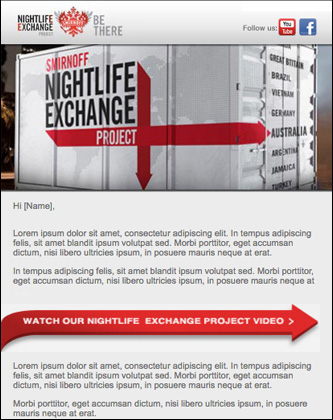 NIGHTLIFE
EXCHANGE
PROJECT
SMIRNOFF
BE
THERE
Follow us:
You
Tube
f
SMIRNOFF
NIGHTLIFE
EXCHANGE
PROJECT
GREAT BRITAIN
BRAZIL
VIETNAM
GERMANY
AUSTRALIA
ARGENTINA
JAMAICA
TURKEY
Hi [Name],
Lorem ipsum dolor sit amet, consectetur adipiscing elit. In tempus adipiscing
felis, sit amet blandit ipsum volutpat sed. Morbi porttitor, eget accumsan
dictum, nisi libero ultricies ipsum, in posuere mauris neque at erat.
In tempus adipiscing felis, sit amet blandit ipsum volutpat sed. Morbi porttitor, eget accumsan
dictum, nisi libero ultricies ipsum, in posuere mauris neque at
WATCH OUR NIGHTLIFE EXCHANGE PROJECT VIDEO >
Lorem ipsum dolor sit amet, consectetur adipiscing elit. In tempus adipiscing
felis, sit amet blandit ipsum volutpat sed. Morbi porttitor, eget accumsan
dictum, nisi libero ultricies ipsum, in posuere mauris neque at erat.
Morbi porttitor, eget accumsan dictum, nisi libero ultricies ipsum, in
posuere mauris neque at erat.